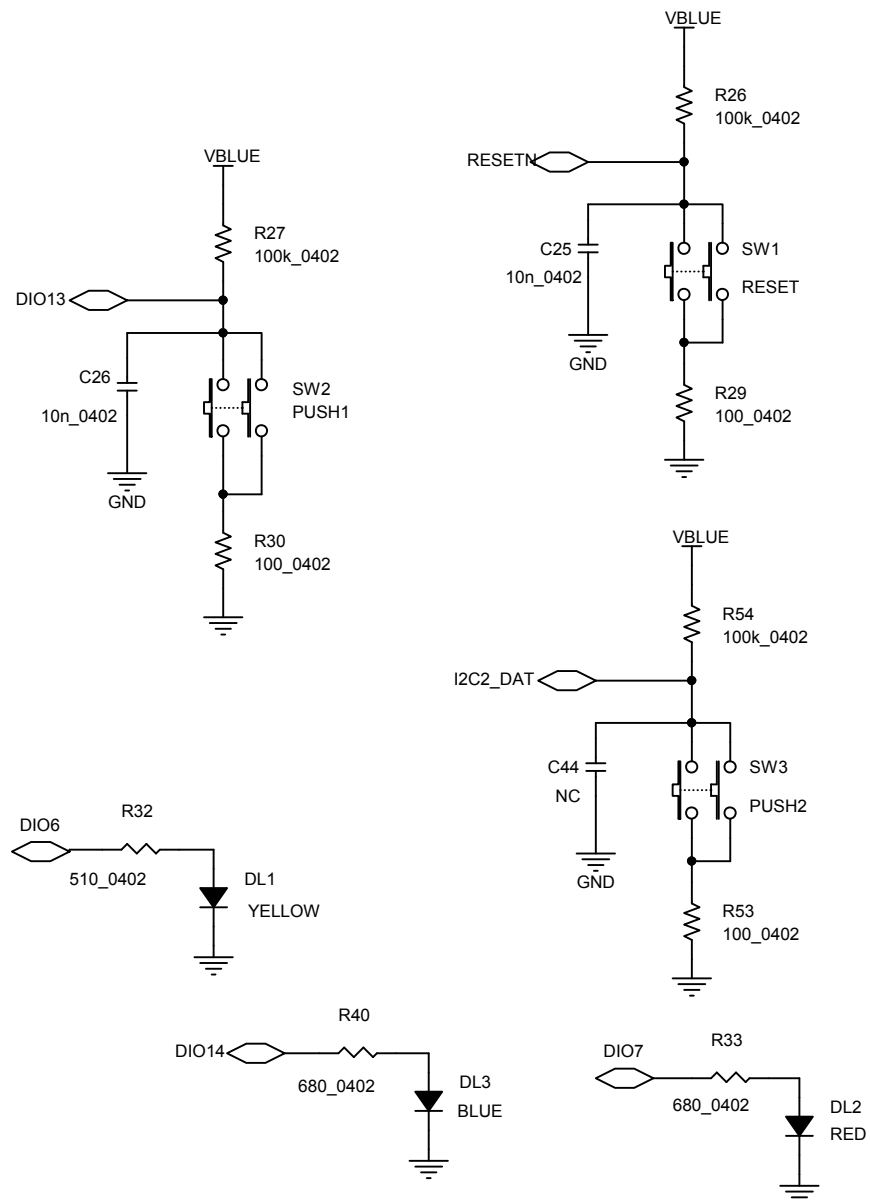 VBLUE
R26
100k_0402
RESETN
C25
10n_0402
SW1
RESET
GND
R29
100_0402
VBLUE
R27
100k_0402
DIO13
C26
10n_0402
SW2
PUSH1
GND
R30
100_0402
VBLUE
R54
100k_0402
I2C2_DAT
C44
NC
SW3
PUSH2
GND
R53
100_0402
DIO6
R32
510_0402
DL1
YELLOW
DIO14
R40
680_0402
DL3
BLUE
DIO7
R33
680_0402
DL2
RED